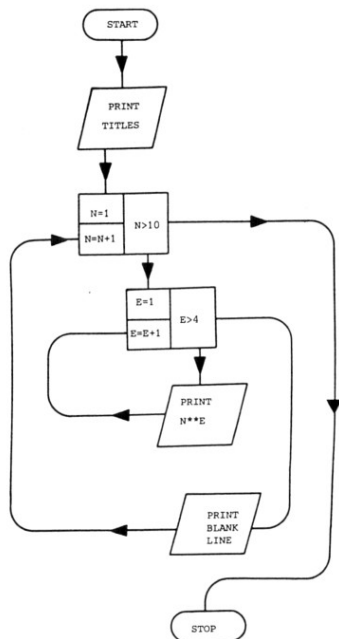 START
PRINT
TITLES
N=1
N=N+1
N>10
E=1
E=E+1
E>4
PRINT
N**E
PRINT
BLANK
LINE
STOP